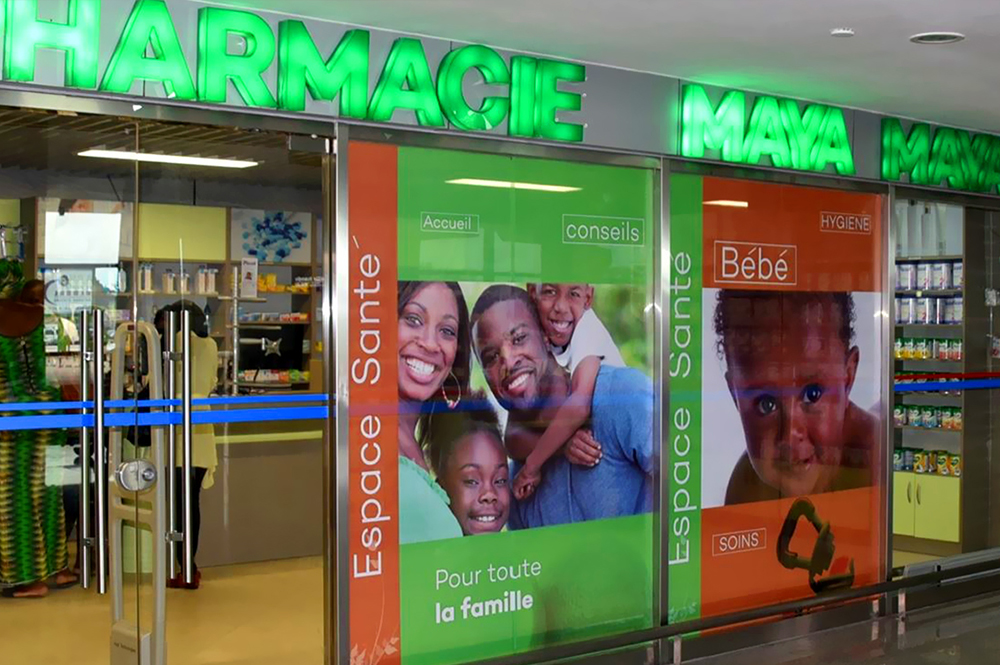 HARMACIE
MAYA
MAYA
Espace Santé
Accueil
conseils
Pour toute
la famille
Espace Santé
HYGIENE
Bébé
SOINS